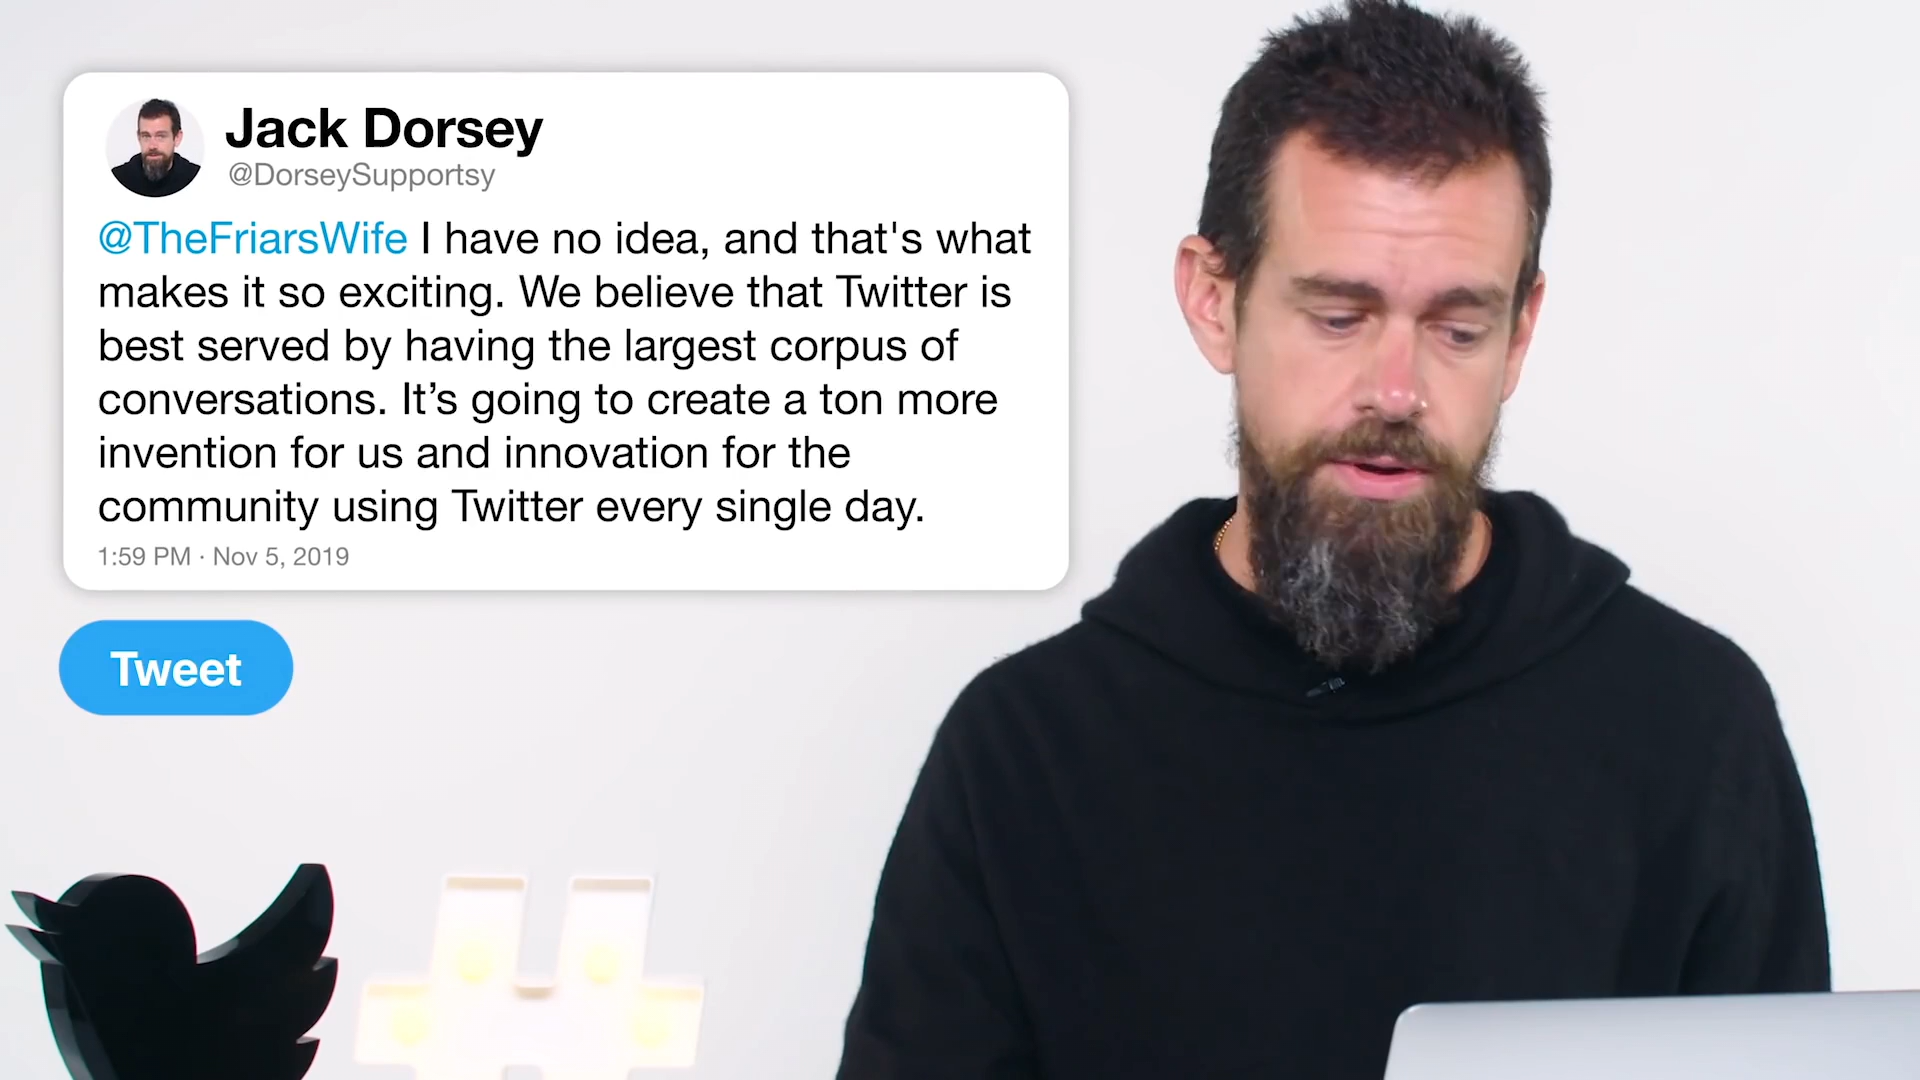 Jack Dorsey
@DorseySupportsy
@TheFriarsWife I have no idea, and that's what
makes it so exciting. We believe that Twitter is
best served by having the largest corpus of
conversations. It’s going to create a ton more
invention for us and innovation for the
community using Twitter every single day.
1:59 PM · Nov 5, 2019
Tweet
#